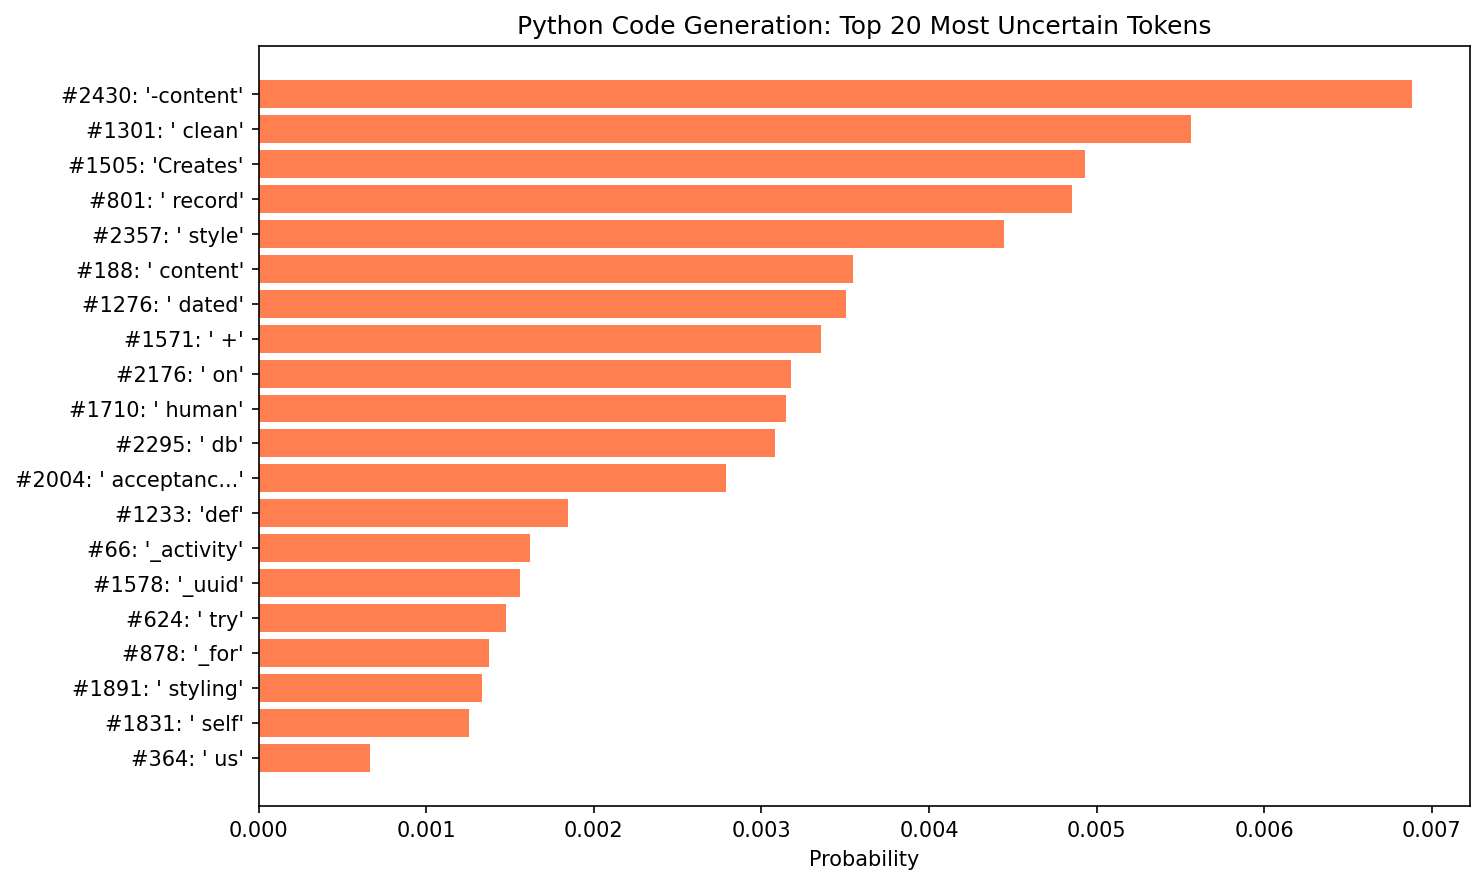 Python Code Generation: Top 20 Most Uncertain Tokens
#2430: '-content'
#1301: ' clean'
#1505: 'Creates'
#801: ' record'
#2357: ' style'
#188: ' content'
#1276: ' dated'
#1571: ' +'
#2176: ' on'
#1710: ' human'
#2295: ' db'
#2004: ' acceptanc...'
#1233: 'def'
#66: '_activity'
#1578: '_uuid'
#624: ' try'
#878: '_for'
#1891: ' styling'
#1831: ' self'
#364: ' us'
0.000 0.001 0.002 0.003 0.004 0.005 0.006 0.007
Probability